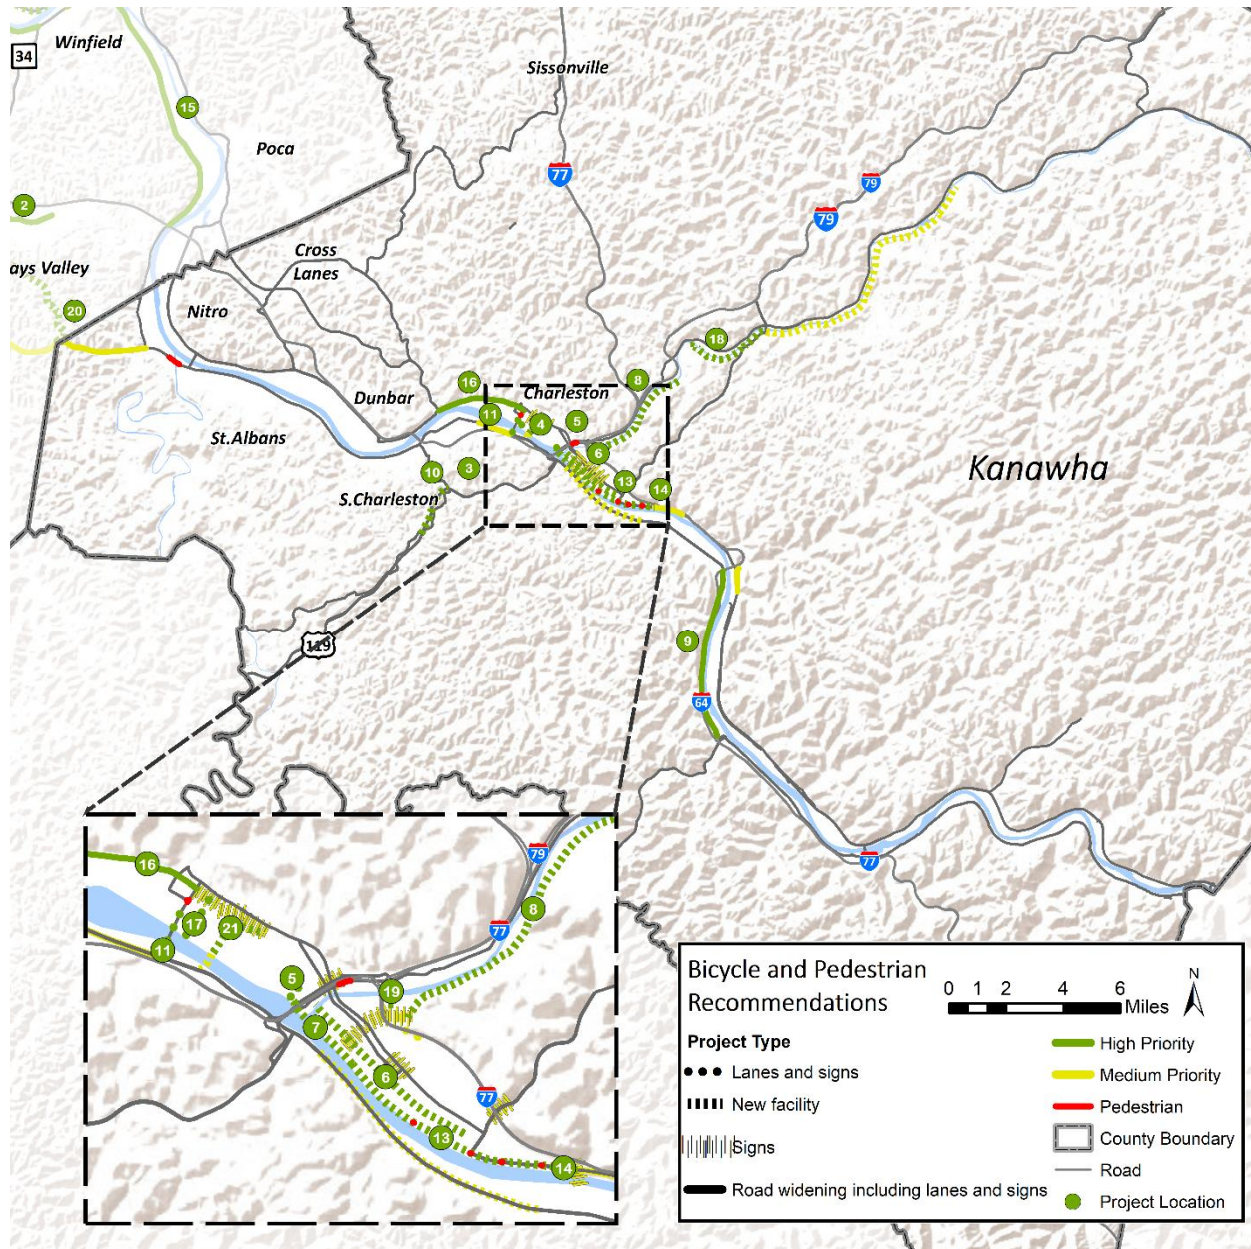 Winfield
34
Sissonville
15
77
Poca
79
2
79
Cross
Lanes
ays Valley
Nitro
20
18
16
8
Charleston
Dunbar
11
4
5
St.Albans
6
10
3
13
14
Kanawha
S.Charleston
119
9
64
77
16
79
8
17
21
77
11
5
19
7
6
77
13
14
Bicycle and Pedestrian
Recommendations
0 1 2 4 6
Miles
N
Project Type
Lanes and signs
New facility
Signs
Road widening including lanes and signs
High Priority
Medium Priority
Pedestrian
County Boundary
Road
Project Location